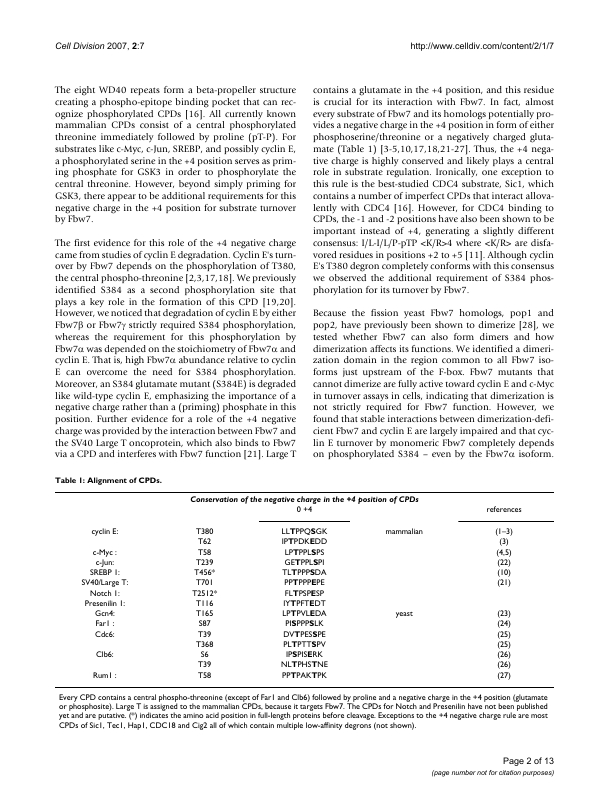 Cell Division 2007, 2:7
http://www.celldiv.com/content/2/1/7
The eight WD40 repeats form a beta-propeller structure
creating a phospho-epitope binding pocket that can rec-
ognize phosphorylated CPDs [16]. All currently known
mammalian CPDs consist of a central phosphorylated
threonine immediately followed by proline (pT-P). For
substrates like c-Myc, c-Jun, SREBP, and possibly cyclin E,
a phosphorylated serine in the +4 position serves as prim-
ing phosphate for GSK3 in order to phosphorylate the
central threonine. However, beyond simply priming for
GSK3, there appear to be additional requirements for this
negative charge in the +4 position for substrate turnover
by Fbw7.
The first evidence for this role of the +4 negative charge
came from studies of cyclin E degradation. Cyclin E's turn-
over by Fbw7 depends on the phosphorylation of T380,
the central phospho-threonine [2,3,17,18]. We previously
identified S384 as a second phosphorylation site that
plays a key role in the formation of this CPD [19,20].
However, we noticed that degradation of cyclin E by either
Fbw7β or Fbw7γ strictly required S384 phosphorylation,
whereas the requirement for this phosphorylation by
Fbw7α was depended on the stoichiometry of Fbw7α and
cyclin E. That is, high Fbw7α abundance relative to cyclin
E can overcome the need for S384 phosphorylation.
Moreover, an S384 glutamate mutant (S384E) is degraded
like wild-type cyclin E, emphasizing the importance of a
negative charge rather than a (priming) phosphate in this
position. Further evidence for a role of the +4 negative
charge was provided by the interaction between Fbw7 and
the SV40 Large T oncoprotein, which also binds to Fbw7
via a CPD and interferes with Fbw7 function [21]. Large T
contains a glutamate in the +4 position, and this residue
is crucial for its interaction with Fbw7. In fact, almost
every substrate of Fbw7 and its homologs potentially pro-
vides a negative charge in the +4 position in form of either
phosphoserine/threonine or a negatively charged gluta-
mate (Table 1) [3-5,10,17,18,21-27]. Thus, the +4 nega-
tive charge is highly conserved and likely plays a central
role in substrate regulation. Ironically, one exception to
this rule is the best-studied CDC4 substrate, Sic1, which
contains a number of imperfect CPDs that interact allova-
lently with CDC4 [16]. However, for CDC4 binding to
CPDs, the -1 and -2 positions have also been shown to be
important instead of +4, generating a slightly different
consensus: I/L-I/L/P-pTP <K/R>4 where <K/R> are disfa-
vored residues in positions +2 to +5 [11]. Although cyclin
E's T380 degron completely conforms with this consensus
we observed the additional requirement of S384 phos-
phorylation for its turnover by Fbw7.
Because the fission yeast Fbw7 homologs, pop1 and
pop2, have previously been shown to dimerize [28], we
tested whether Fbw7 can also form dimers and how
dimerization affects its functions. We identified a dimeri-
zation domain in the region common to all Fbw7 iso-
forms just upstream of the F-box. Fbw7 mutants that
cannot dimerize are fully active toward cyclin E and c-Myc
in turnover assays in cells, indicating that dimerization is
not strictly required for Fbw7 function. However, we
found that stable interactions between dimerization-defi-
cient Fbw7 and cyclin E are largely impaired and that cyc-
lin E turnover by monomeric Fbw7 completely depends
on phosphorylated S384 – even by the Fbw7α isoform.
Table 1: Alignment of CPDs.
Conservation of the negative charge in the +4 position of CPDs
0 +4 references
cyclin E: T380 LLTPPQSGK mammalian (1–3)
T62 IPTPDKEDD (3)
c-Myc : T58 LPTPPLSPS (4,5)
c-Jun: T239 GETPPLSPI (22)
SREBP 1: T456* TLTPPPSDA (10)
SV40/Large T: T701 PPTPPPEPE (21)
Notch 1: T2512* FLTPSPESP
Presenilin 1: T116 IYTPFTEDT
Gcn4: T165 LPTPVLEDA yeast (23)
Far1 : S87 PISPPPSLK (24)
Cdc6: T39 DVTPESSPE (25)
T368 PLTPTTSPV (25)
Clb6: S6 IPSPISERK (26)
T39 NLTPHSTNE (26)
Rum1 : T58 PPTPAKTPK (27)
Every CPD contains a central phospho-threonine (except of Far1 and Clb6) followed by proline and a negative charge in the +4 position (glutamate
or phosphosite). Large T is assigned to the mammalian CPDs, because it targets Fbw7. The CPDs for Notch and Presenilin have not been published
yet and are putative. (*) indicates the amino acid position in full-length proteins before cleavage. Exceptions to the +4 negative charge rule are most
CPDs of Sic1, Tec1, Hap1, CDC18 and Cig2 all of which contain multiple low-affinity degrons (not shown).
Page 2 of 13
(page number not for citation purposes)